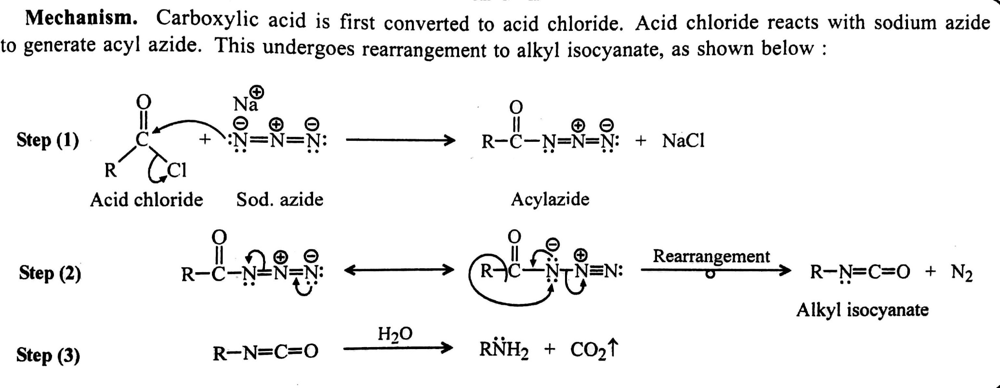 Mechanism. Carboxylic acid is first converted to acid chloride. Acid chloride reacts with sodium azide
to generate acyl azide. This undergoes rearrangement to alkyl isocyanate, as shown below :
Na⊕
O ⊖ ⊕ ⊖ O ⊕ ⊖
Step (1) C + :N=N=N: R−C−N=N=N: + NaCl
R Cl
Acid chloride Sod. azide Acylazide
O ⊕ ⊖ O ⊖ ⊕ Rearrangement
Step (2) R−C−N=N=N: R−C−N−N≡N: R−N=C=O + N₂
Alkyl isocyanate
H₂O
Step (3) R−N=C=O RN̈H₂ + CO₂↑